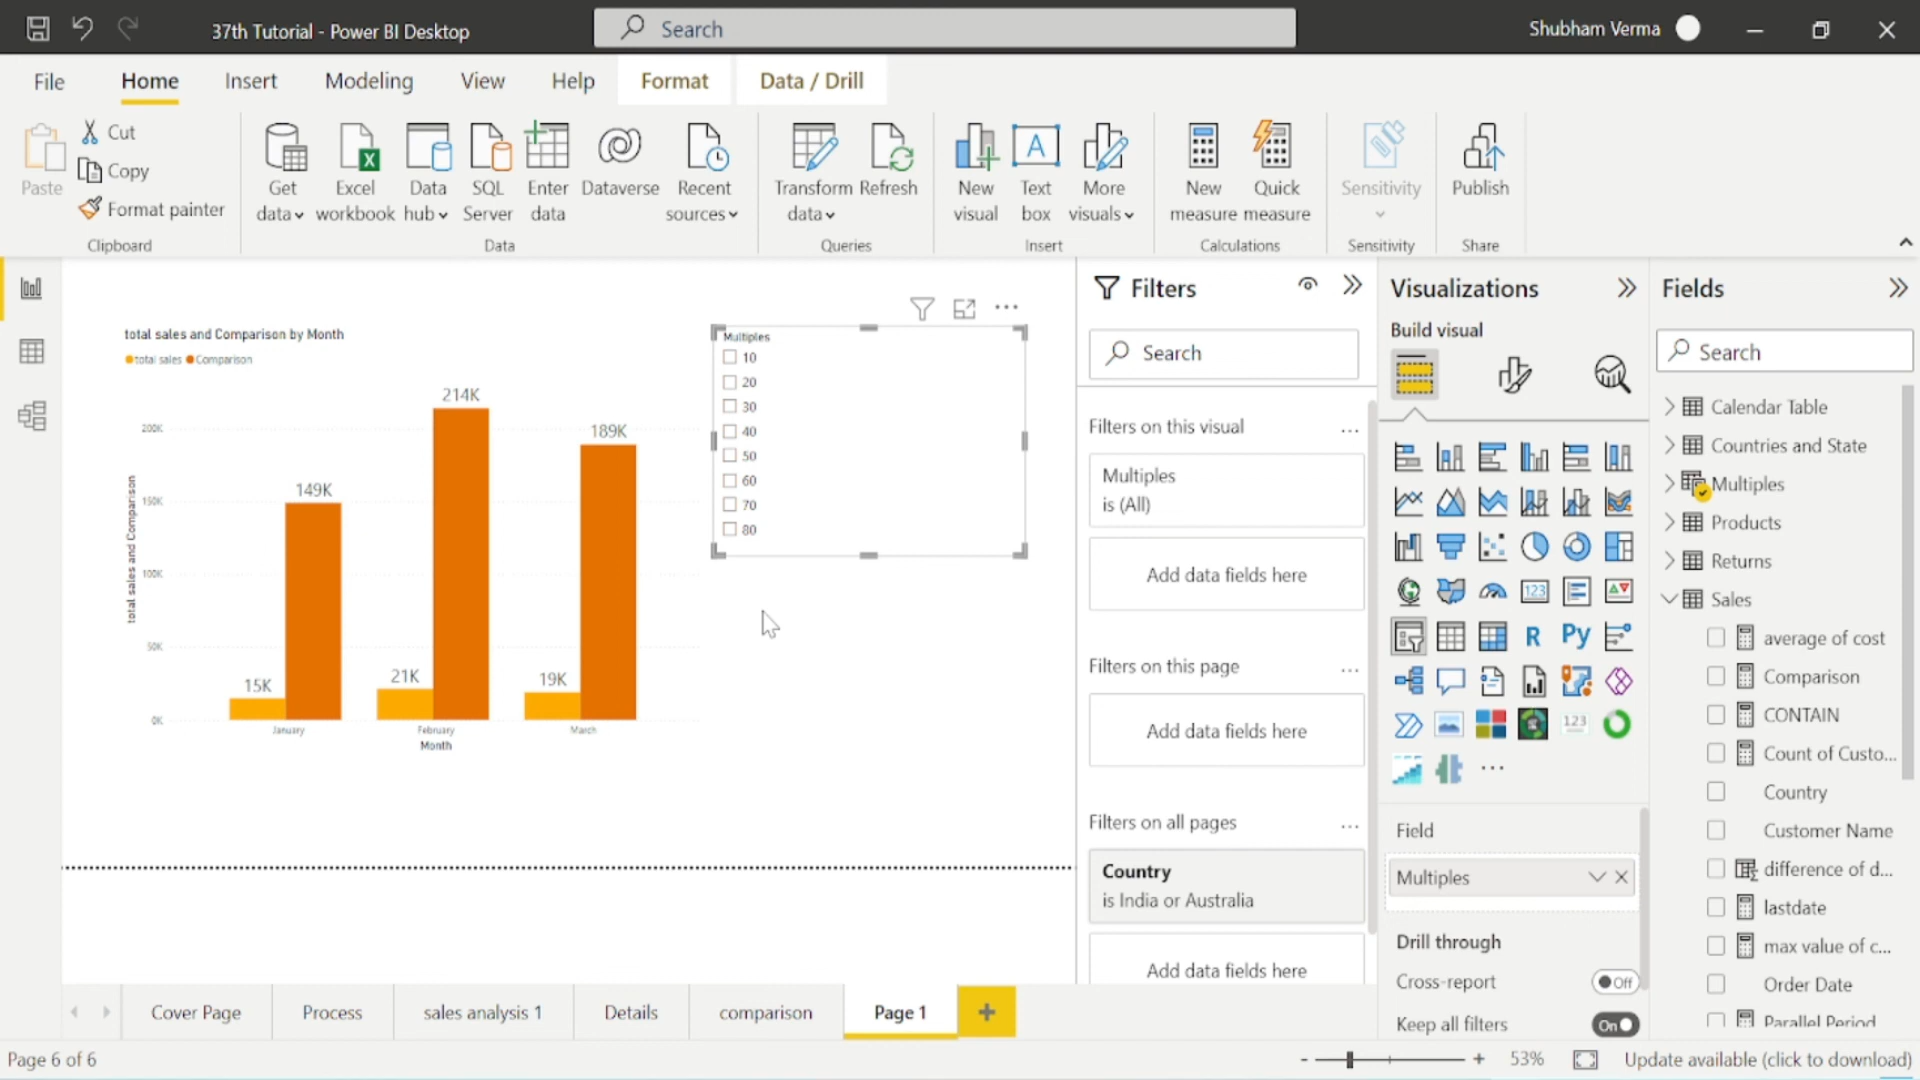 37th Tutorial - Power BI Desktop
Search
Shubham Verma
File
Home
Insert
Modeling
View
Help
Format
Data / Drill
Paste
Cut
Copy
Format painter
Clipboard
Get data
Excel workbook
Data hub
SQL Server
Enter data
Dataverse
Recent sources
Data
Transform data
Refresh
Queries
New visual
Text box
More visuals
Insert
New measure
Quick measure
Calculations
Sensitivity
Sensitivity
Publish
Share
total sales and Comparison by Month
total sales
Comparison
total sales and Comparison
200K
150K
100K
50K
0K
15K
149K
21K
214K
19K
189K
January
February
March
Month
Multiples
10
20
30
40
50
60
70
80
Filters
Search
Filters on this visual
Multiples
is (All)
Add data fields here
Filters on this page
Add data fields here
Filters on all pages
Country
is India or Australia
Add data fields here
Visualizations
Build visual
123
R
Py
123
Field
Multiples
Drill through
Cross-report
Off
Keep all filters
On
Fields
Search
Calendar Table
Countries and State
Multiples
Products
Returns
Sales
average of cost
Comparison
CONTAIN
Count of Custo...
Country
Customer Name
difference of d...
lastdate
max value of c...
Order Date
Parallel Period
Cover Page
Process
sales analysis 1
Details
comparison
Page 1
+
Page 6 of 6
- +
53%
Update available (click to download)